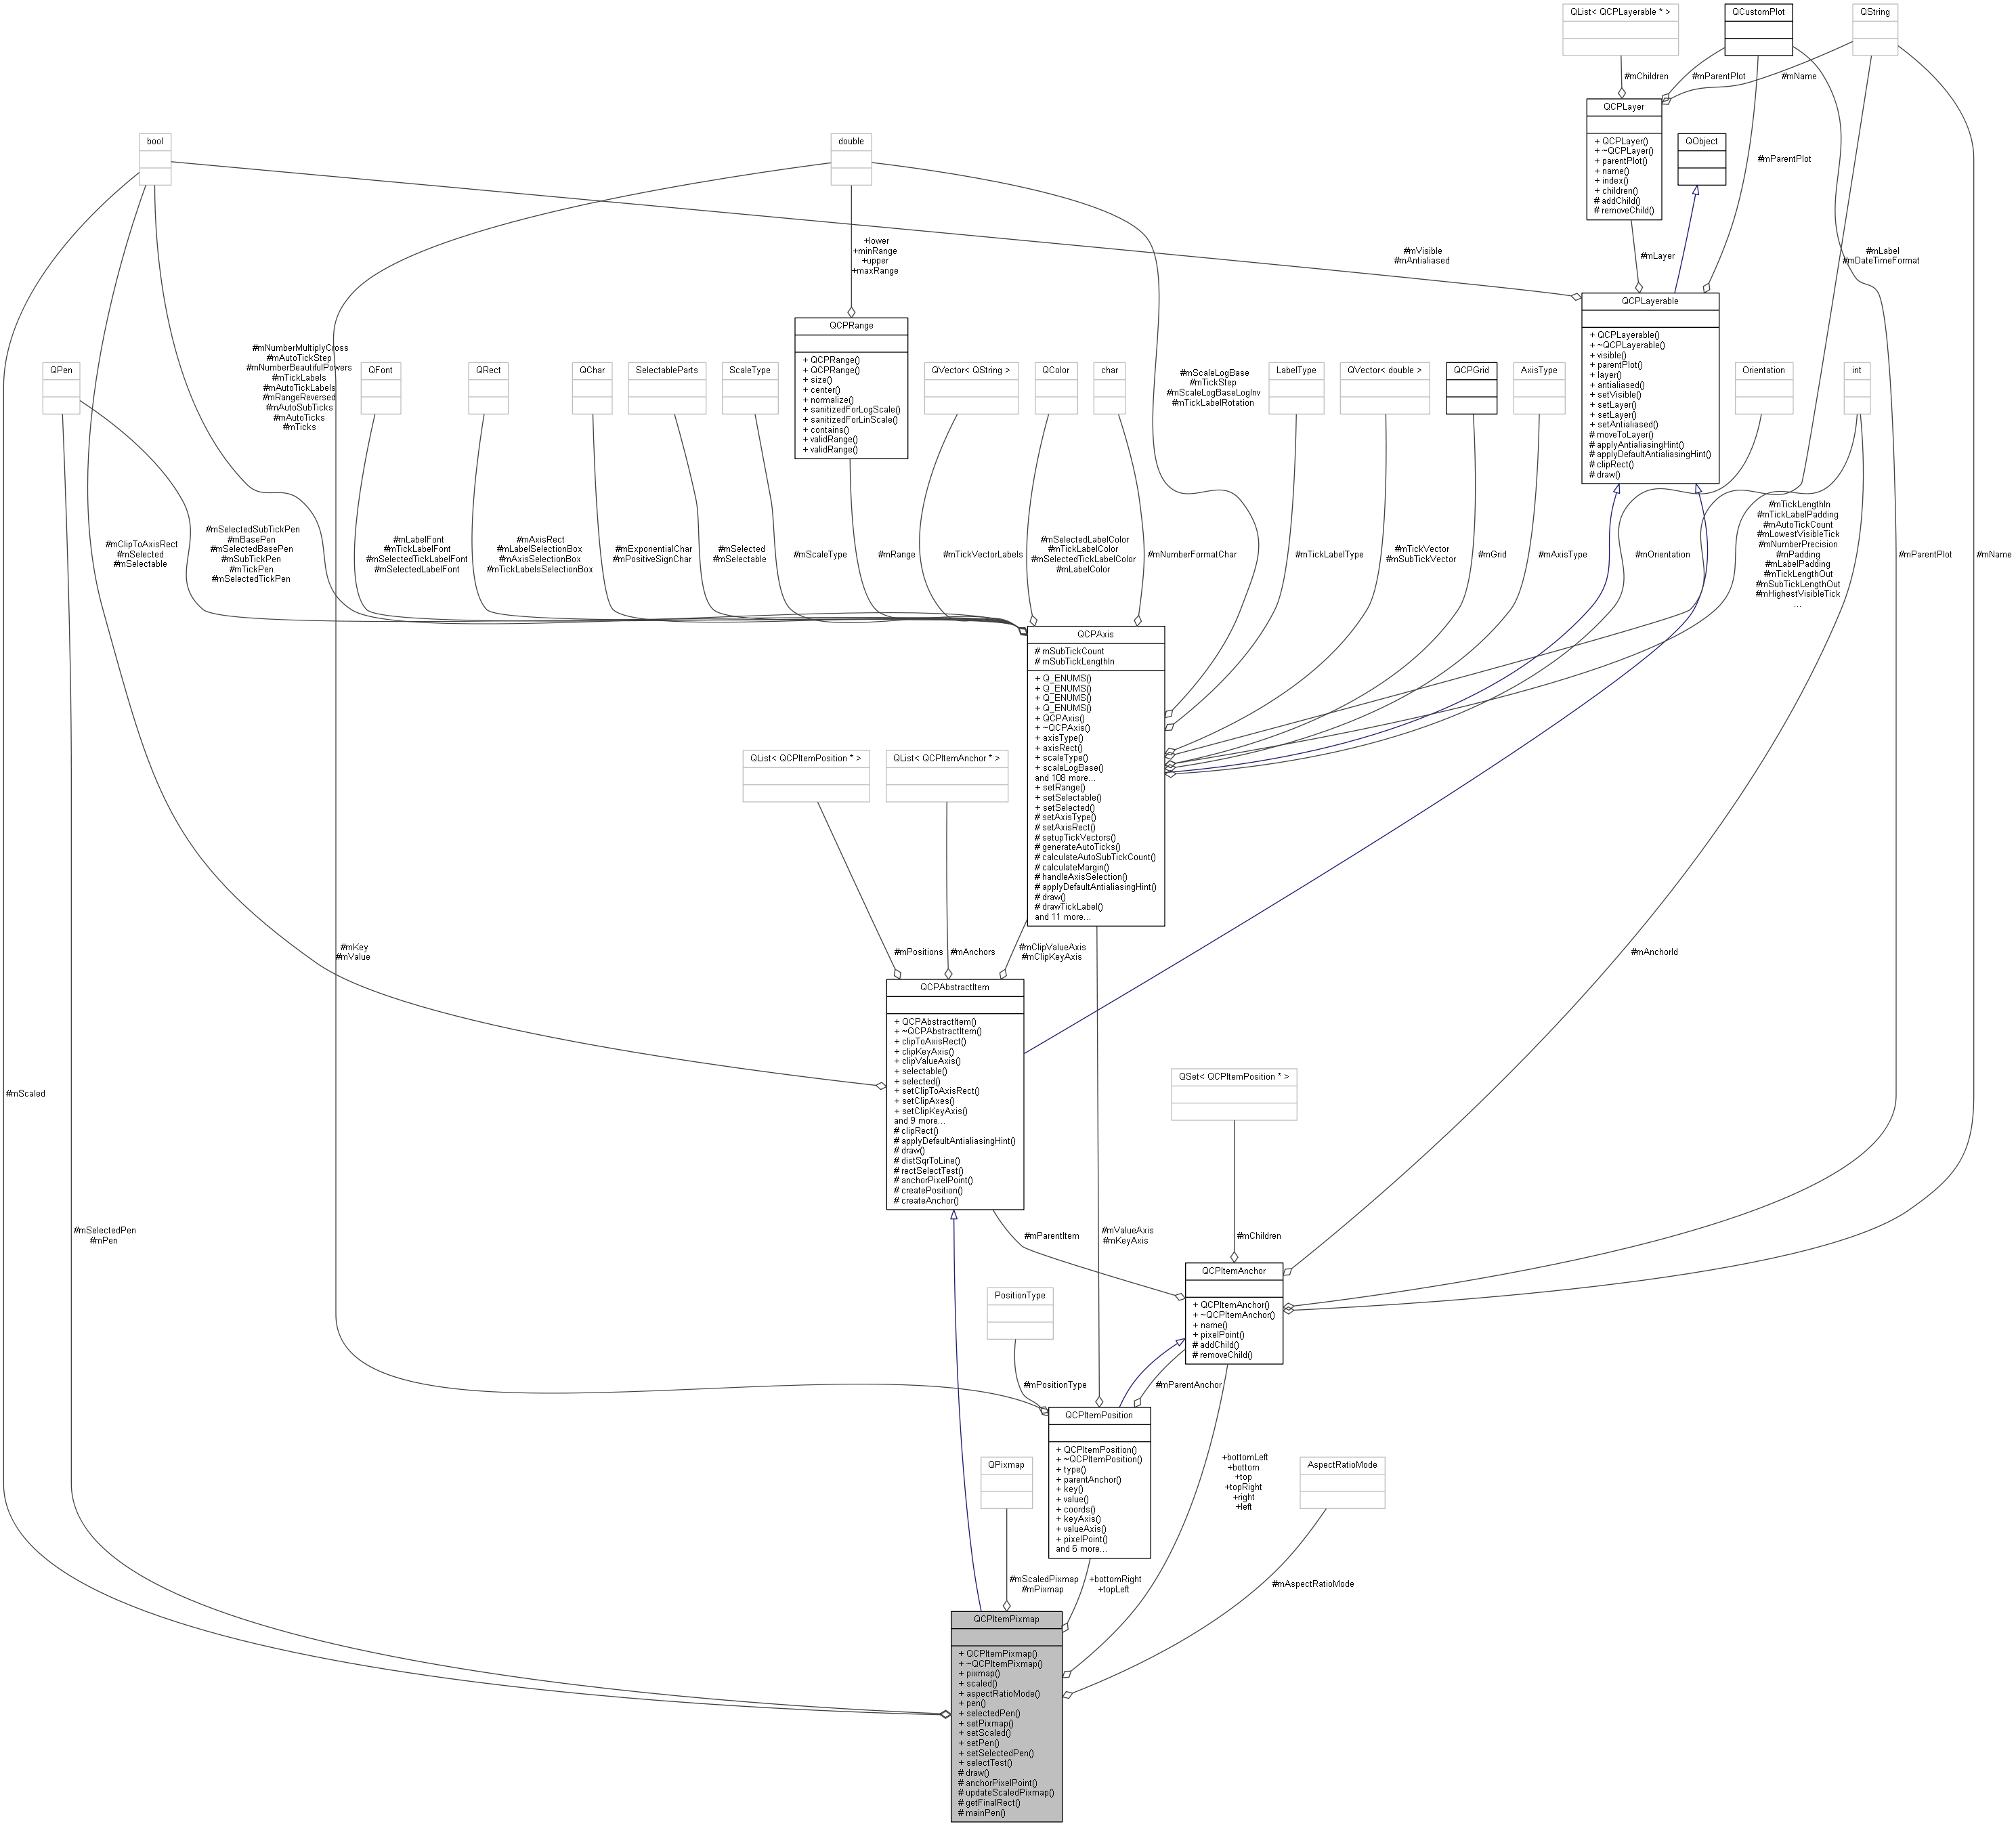 QList< QCPLayerable * >
QCustomPlot
QString
#mChildren
#mParentPlot
#mName
QCPLayer
+ QCPLayer()
+ ~QCPLayer()
+ parentPlot()
+ name()
+ index()
+ children()
# addChild()
# removeChild()
QObject
#mParentPlot
bool
double
+lower
+minRange
+upper
+maxRange
#mVisible
#mAntialiased
#mLayer
#mLabel
#mDateTimeFormat
QCPLayerable
+ QCPLayerable()
+ ~QCPLayerable()
+ visible()
+ parentPlot()
+ layer()
+ antialiased()
+ setVisible()
+ setLayer()
+ setLayer()
+ setAntialiased()
# moveToLayer()
# applyAntialiasingHint()
# applyDefaultAntialiasingHint()
# clipRect()
# draw()
QCPRange
+ QCPRange()
+ QCPRange()
+ size()
+ center()
+ normalize()
+ sanitizedForLogScale()
+ sanitizedForLinScale()
+ contains()
+ validRange()
+ validRange()
#mNumberMultiplyCross
#mAutoTickStep
#mNumberBeautifulPowers
#mTickLabels
#mAutoTickLabels
#mRangeReversed
#mAutoSubTicks
#mAutoTicks
#mTicks
QPen
QFont
QRect
QChar
SelectableParts
ScaleType
QVector< QString >
QColor
char
#mScaleLogBase
#mTickStep
#mScaleLogBaseLogInv
#mTickLabelRotation
LabelType
QVector< double >
QCPGrid
AxisType
Orientation
int
#mClipToAxisRect
#mSelected
#mSelectable
#mSelectedSubTickPen
#mBasePen
#mSelectedBasePen
#mSubTickPen
#mTickPen
#mSelectedTickPen
#mLabelFont
#mTickLabelFont
#mSelectedTickLabelFont
#mSelectedLabelFont
#mAxisRect
#mLabelSelectionBox
#mAxisSelectionBox
#mTickLabelsSelectionBox
#mExponentialChar
#mPositiveSignChar
#mSelected
#mSelectable
#mScaleType
#mRange
#mTickVectorLabels
#mSelectedLabelColor
#mTickLabelColor
#mSelectedTickLabelColor
#mLabelColor
#mNumberFormatChar
#mTickLabelType
#mTickVector
#mSubTickVector
#mGrid
#mAxisType
#mOrientation
#mTickLengthIn
#mTickLabelPadding
#mAutoTickCount
#mLowestVisibleTick
#mNumberPrecision
#mPadding
#mLabelPadding
#mTickLengthOut
#mSubTickLengthOut
#mHighestVisibleTick
...
#mParentPlot
#mName
QCPAxis
# mSubTickCount
# mSubTickLengthIn
+ Q_ENUMS()
+ Q_ENUMS()
+ Q_ENUMS()
+ Q_ENUMS()
+ QCPAxis()
+ ~QCPAxis()
+ axisType()
+ axisRect()
+ scaleType()
+ scaleLogBase()
and 108 more...
+ setRange()
+ setSelectable()
+ setSelected()
# setAxisType()
# setAxisRect()
# setupTickVectors()
# generateAutoTicks()
# calculateAutoSubTickCount()
# calculateMargin()
# handleAxisSelection()
# applyDefaultAntialiasingHint()
# draw()
# drawTickLabel()
and 11 more...
QList< QCPItemPosition * >
QList< QCPItemAnchor * >
#mKey
#mValue
#mPositions
#mAnchors
#mClipValueAxis
#mClipKeyAxis
#mAnchorId
QCPAbstractItem
+ QCPAbstractItem()
+ ~QCPAbstractItem()
+ clipToAxisRect()
+ clipKeyAxis()
+ clipValueAxis()
+ selectable()
+ selected()
+ setClipToAxisRect()
+ setClipAxes()
+ setClipKeyAxis()
and 9 more...
# clipRect()
# applyDefaultAntialiasingHint()
# draw()
# distSqrToLine()
# rectSelectTest()
# anchorPixelPoint()
# createPosition()
# createAnchor()
#mScaled
QSet< QCPItemPosition * >
#mSelectedPen
#mPen
#mParentItem
#mValueAxis
#mKeyAxis
#mChildren
QCPItemAnchor
+ QCPItemAnchor()
+ ~QCPItemAnchor()
+ name()
+ pixelPoint()
# addChild()
# removeChild()
PositionType
#mPositionType
#mParentAnchor
QCPItemPosition
+ QCPItemPosition()
+ ~QCPItemPosition()
+ type()
+ parentAnchor()
+ key()
+ value()
+ coords()
+ keyAxis()
+ valueAxis()
+ pixelPoint()
and 6 more...
QPixmap
+bottomLeft
+bottom
+top
+topRight
+right
+left
AspectRatioMode
#mScaledPixmap
#mPixmap
+bottomRight
+topLeft
#mAspectRatioMode
QCPItemPixmap
+ QCPItemPixmap()
+ ~QCPItemPixmap()
+ pixmap()
+ scaled()
+ aspectRatioMode()
+ pen()
+ selectedPen()
+ setPixmap()
+ setScaled()
+ setPen()
+ setSelectedPen()
+ selectTest()
# draw()
# anchorPixelPoint()
# updateScaledPixmap()
# getFinalRect()
# mainPen()